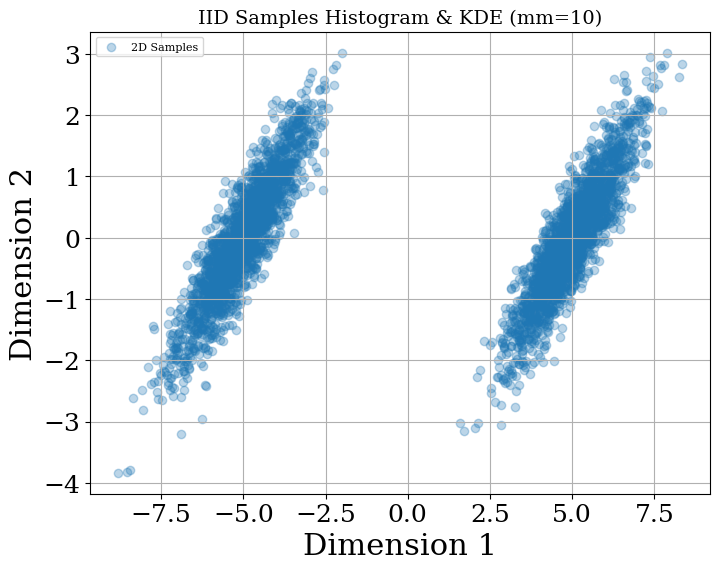 IID Samples Histogram & KDE (mm=10)
2D Samples
Dimension 2
3
2
1
0
−1
−2
−3
−4
−7.5 −5.0 −2.5 0.0 2.5 5.0 7.5
Dimension 1